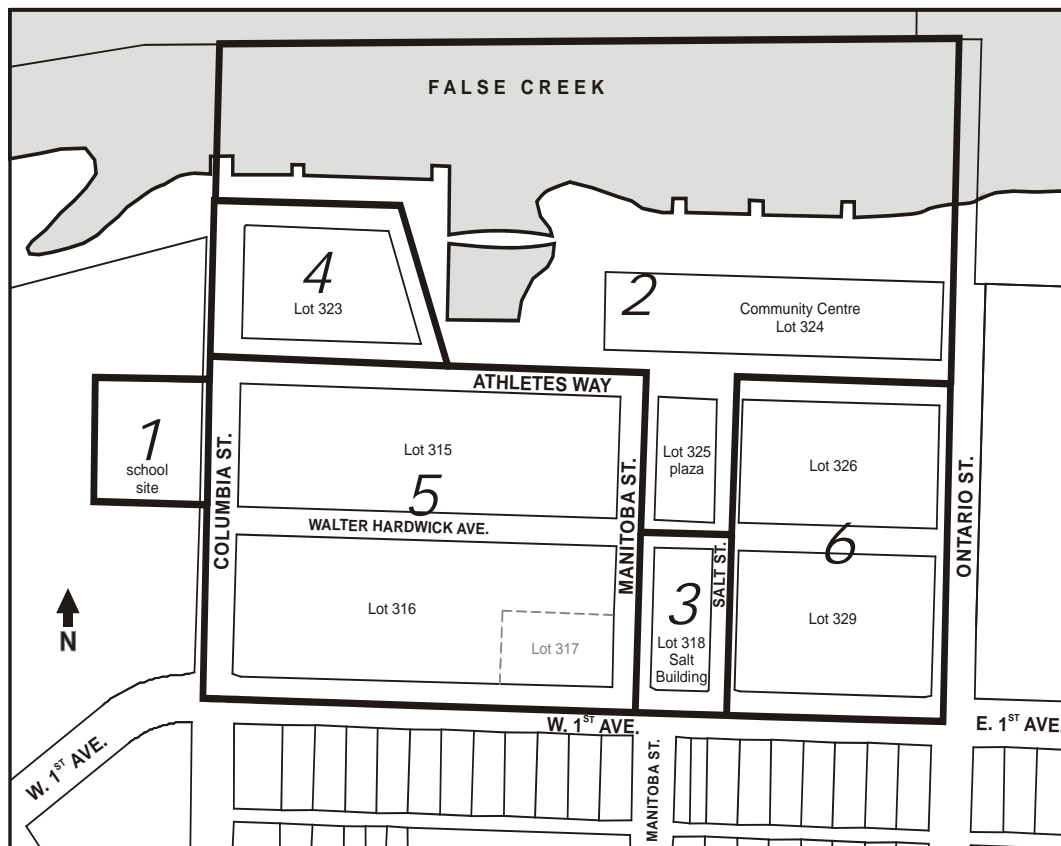 FALSE CREEK
4
Lot 323
2
Community Centre
Lot 324
ATHLETES WAY
1
school
site
COLUMBIA ST.
Lot 315
5
MANITOBA ST.
Lot 325
plaza
Lot 326
ONTARIO ST.
WALTER HARDWICK AVE.
6
SALT ST.
3
Lot 316
Lot 317
Lot 318
Salt
Building
Lot 329
N
W. 1ST AVE.
W. 1ST AVE.
E. 1ST AVE.
MANITOBA ST.